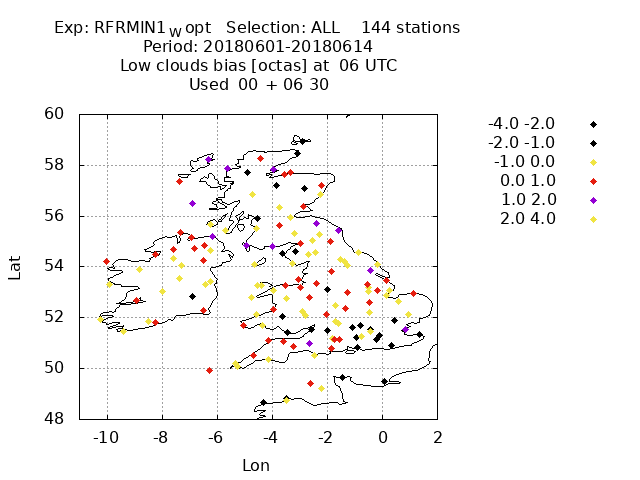 Exp: RFRMIN1 W opt Selection: ALL 144 stations
Period: 20180601-20180614
Low clouds bias [octas] at 06 UTC
Used 00 + 06 30
-4.0 -2.0
-2.0 -1.0
-1.0 0.0
0.0 1.0
1.0 2.0
2.0 4.0
60
58
56
54
52
50
48
Lat
-10 -8 -6 -4 -2 0 2
Lon